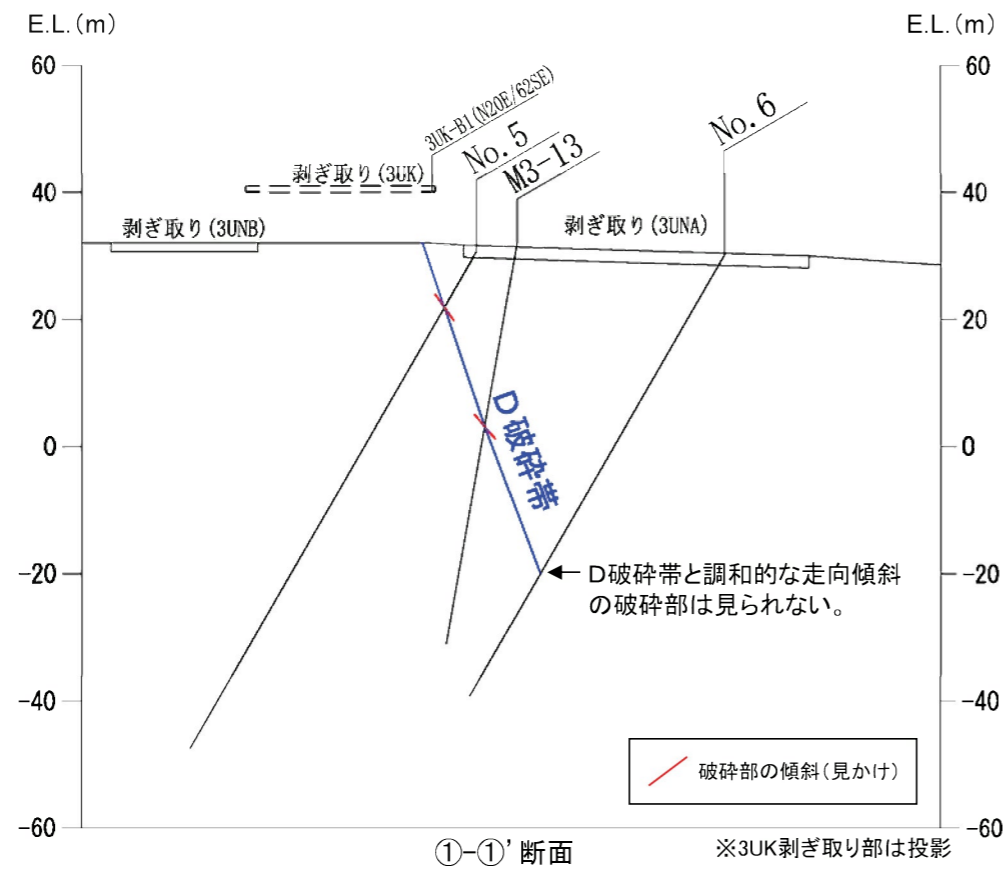 E.L.(m)
E.L.(m)
60
60
3UK-B1(N20E/62SE)
No. 5
M3-13
No. 6
剥ぎ取り(3UK)
40
40
剥ぎ取り(3UNB)
剥ぎ取り(3UNA)
20
20
D破砕帯
0
0
-20
-20
D破砕帯と調和的な走向傾斜
の破砕部は見られない。
-40
-40
破砕部の傾斜(見かけ)
-60
-60
①-①’断面
※3UK剥ぎ取り部は投影